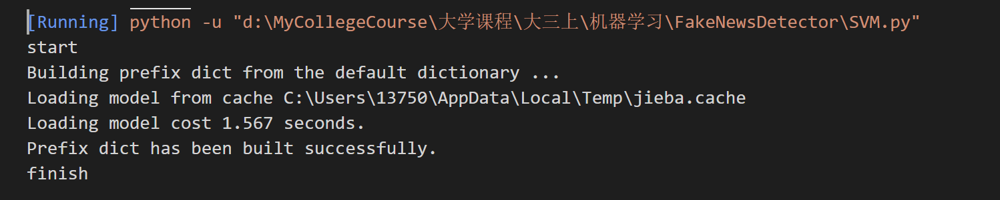 [Running] python -u "d:\MyCollegeCourse\大学课程\大三上\机器学习\FakeNewsDetector\SVM.py"
start
Building prefix dict from the default dictionary ...
Loading model from cache C:\Users\13750\AppData\Local\Temp\jieba.cache
Loading model cost 1.567 seconds.
Prefix dict has been built successfully.
finish